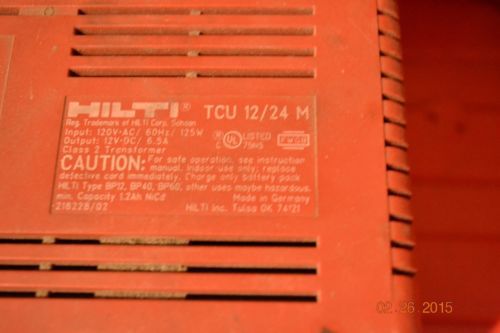 HILTI® TCU 12/24 M
Reg. Trademark of HILTI Corp. Schaan
Input: 120V-AC/ 60Hz/ 125W
Output: 12V-DC/ 6.5A
Class 2 Transformer
C UL ® LISTED
75H5
CAUTION: For safe operation, see instruction
manual. Indoor-use only; replace
defective cord immediately. Charge only battery pack
HILTI Type BP12, BP40, BP60, other uses maybe hazardous.
min. Capacity 1.2Ah NiCd Made in Germany
216228/02 HILTI Inc. Tulsa OK 74121
02.26.2015